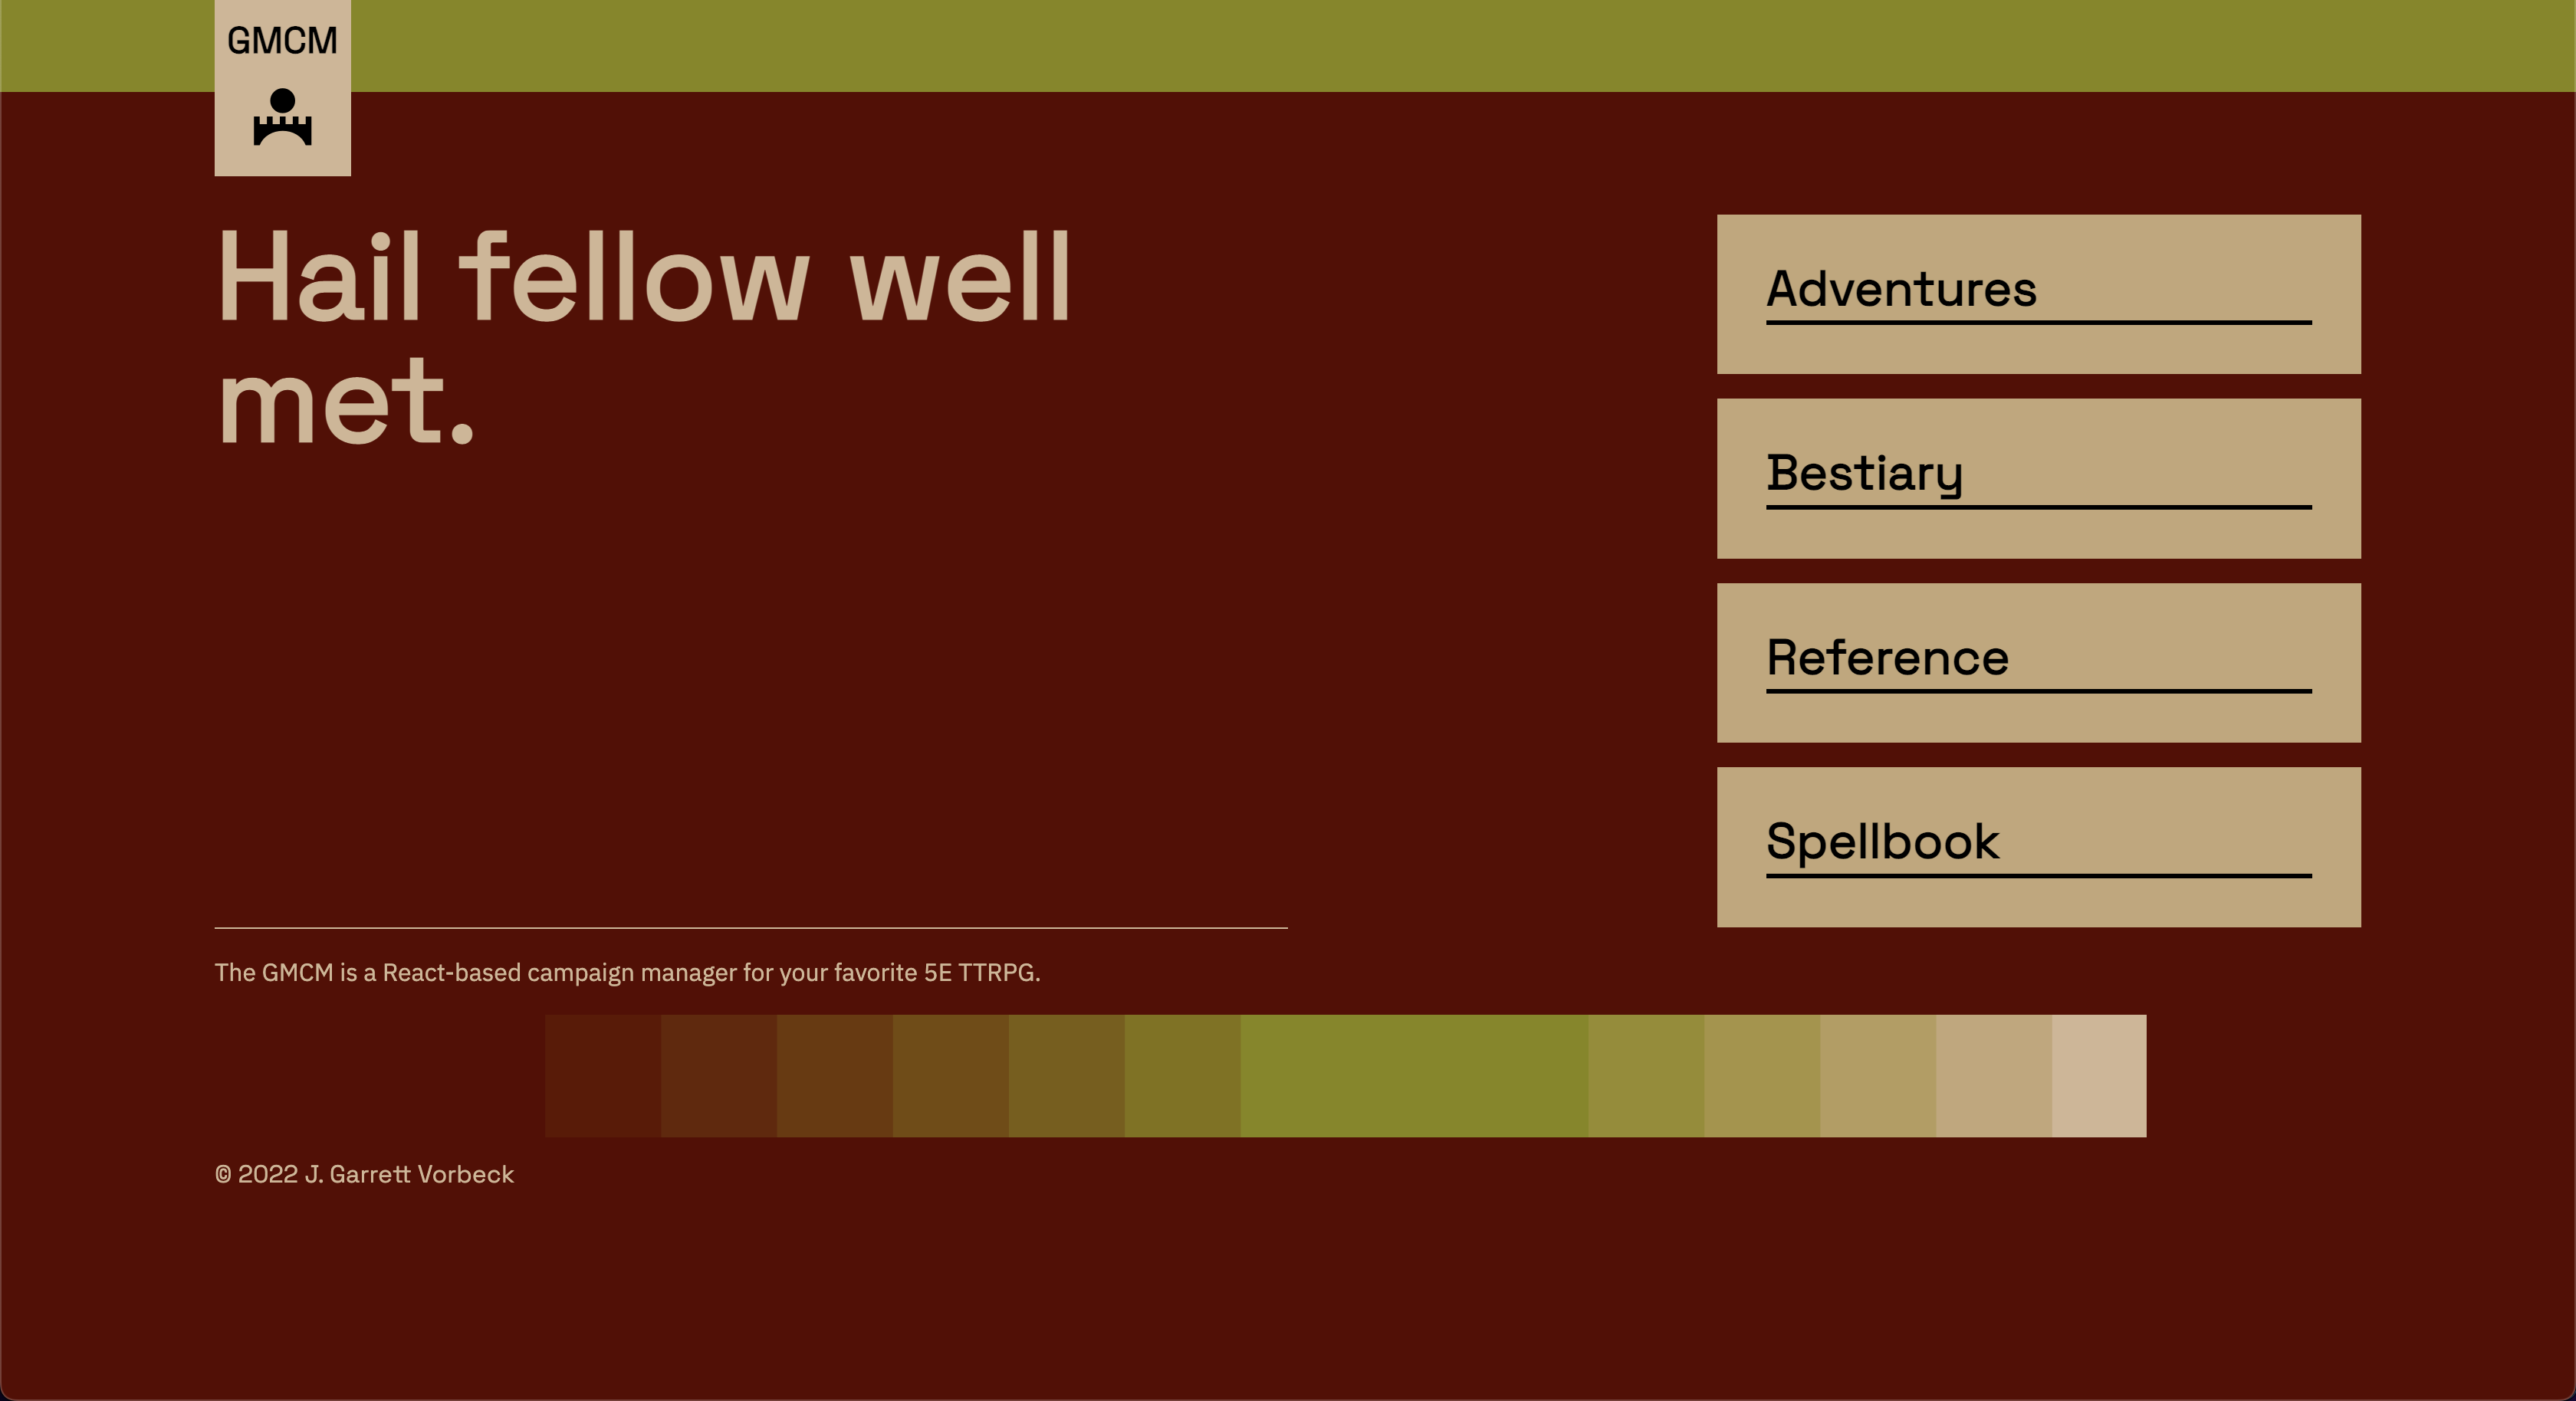 GMCM
Hail fellow well
met.
Adventures
Bestiary
Reference
Spellbook
The GMCM is a React-based campaign manager for your favorite 5E TTRPG.
© 2022 J. Garrett Vorbeck